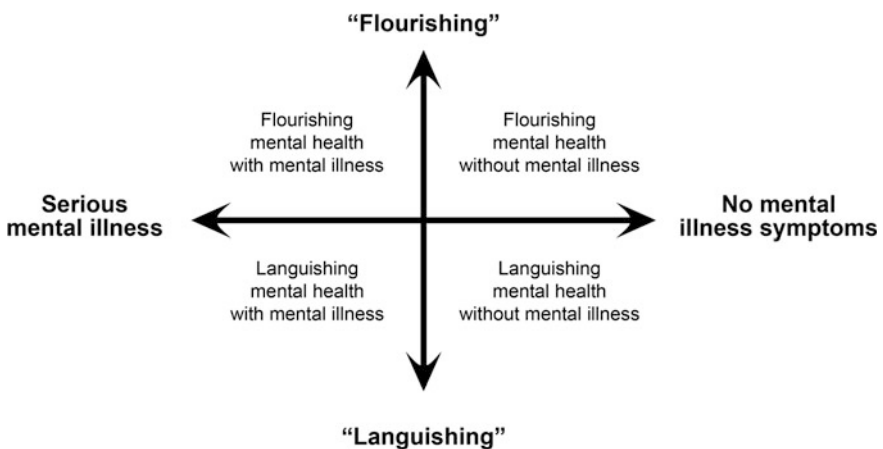 “Flourishing”
Flourishing
mental health
with mental illness
Flourishing
mental health
without mental illness
Serious
mental illness
No mental
illness symptoms
Languishing
mental health
with mental illness
Languishing
mental health
without mental illness
“Languishing”